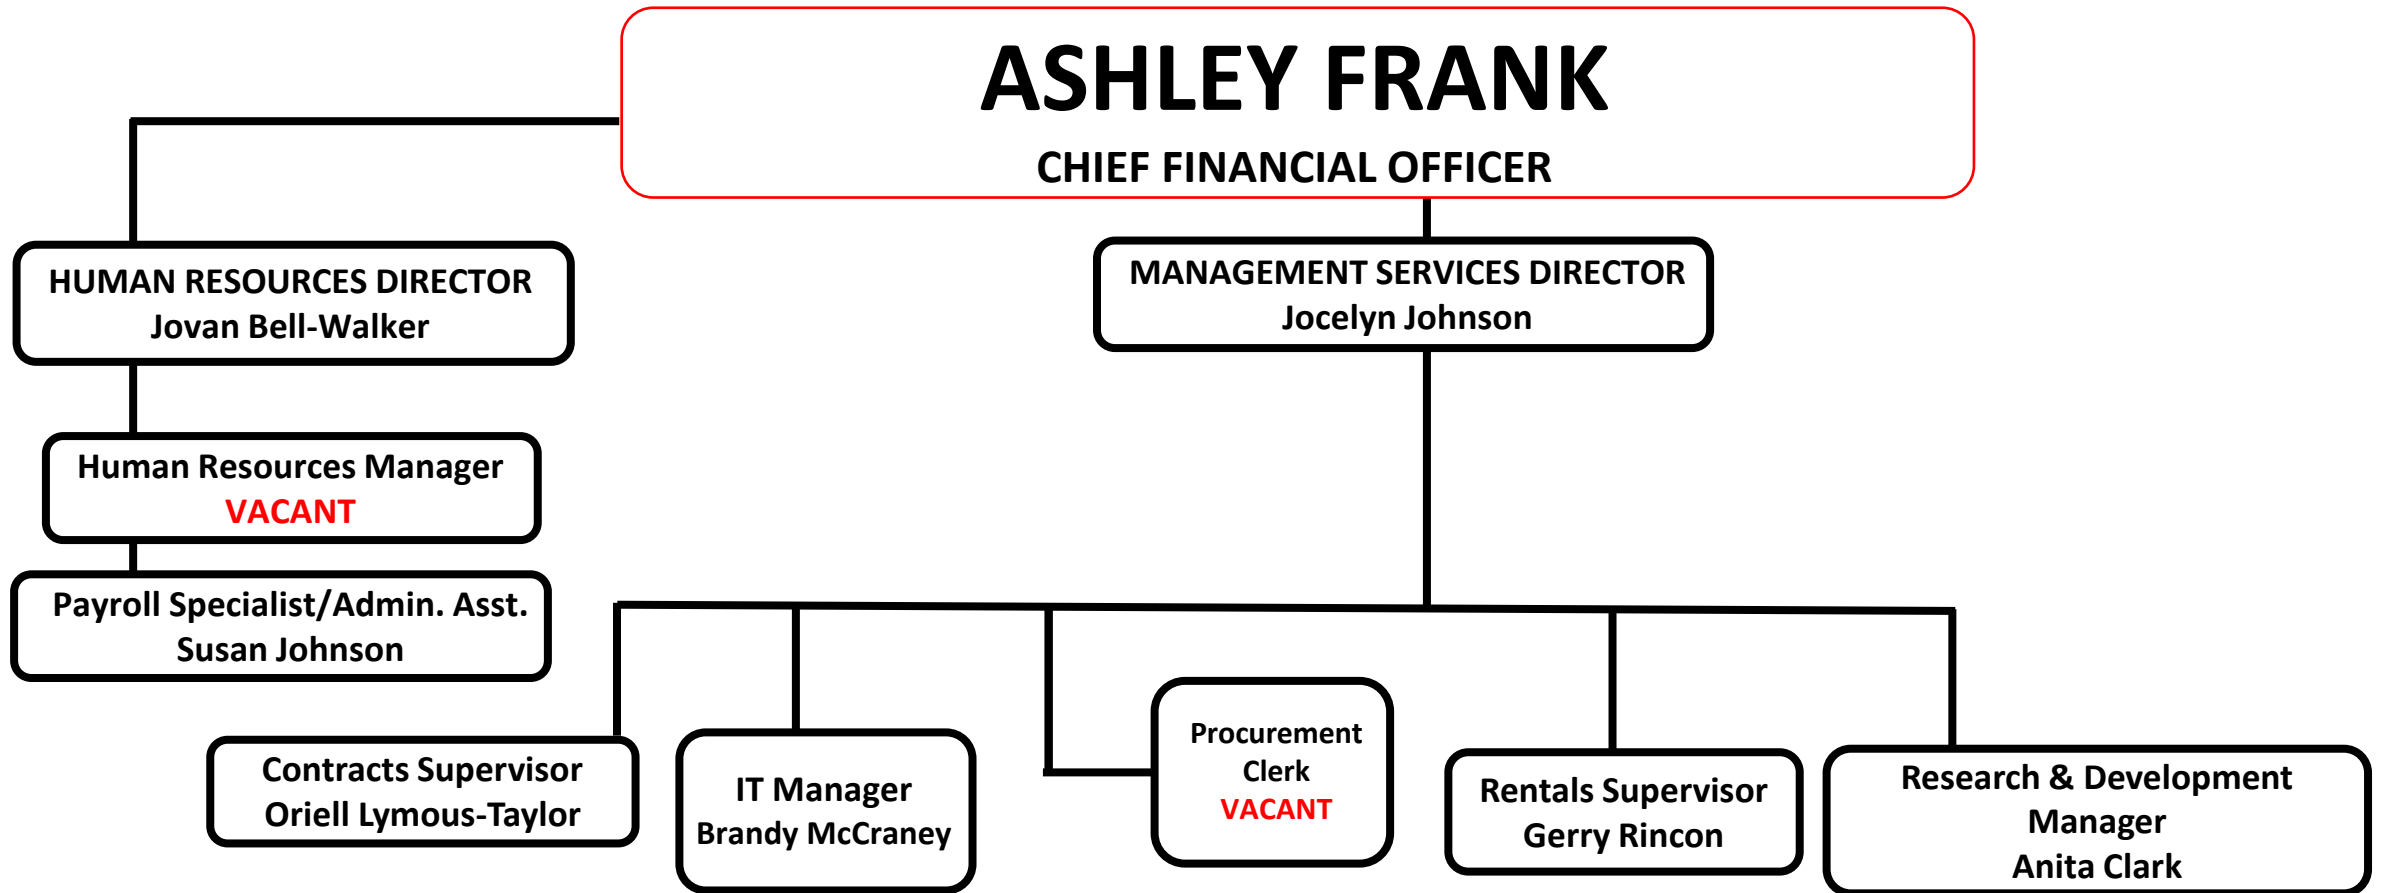 ASHLEY FRANK
CHIEF FINANCIAL OFFICER
HUMAN RESOURCES DIRECTOR
Jovan Bell-Walker
MANAGEMENT SERVICES DIRECTOR
Jocelyn Johnson
Human Resources Manager
VACANT
Payroll Specialist/Admin. Asst.
Susan Johnson
Contracts Supervisor
Oriell Lymous-Taylor
IT Manager
Brandy McCraney
Procurement
Clerk
VACANT
Rentals Supervisor
Gerry Rincon
Research & Development
Manager
Anita Clark